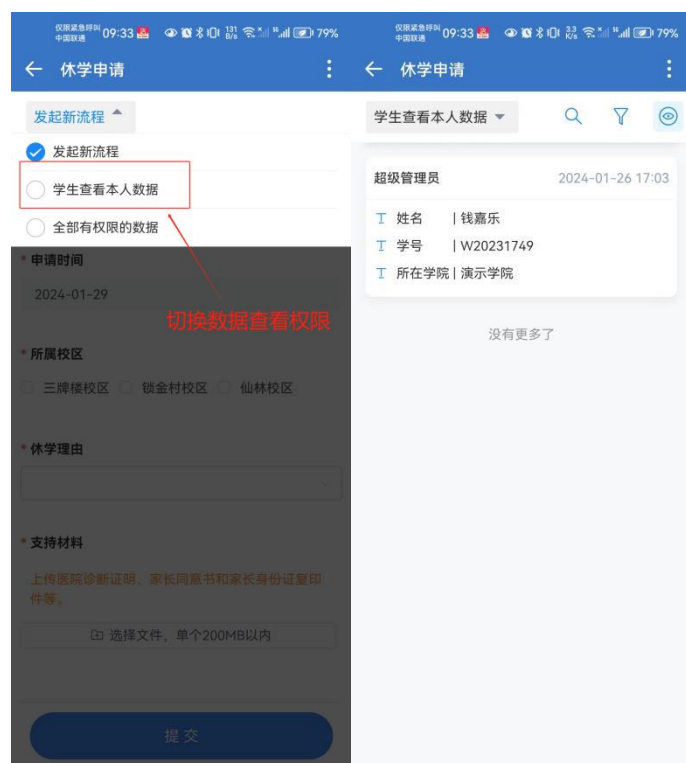 仅限紧急呼叫
中国联通
09:33
131 B/s
79%
休学申请
发起新流程
发起新流程
学生查看本人数据
全部有权限的数据
* 申请时间
2024-01-29
切换数据查看权限
* 所属校区
三牌楼校区 锁金村校区 仙林校区
* 休学理由
* 支持材料
上传医院诊断证明、家长同意书和家长身份证复印
件等。
选择文件，单个200MB以内
提 交
仅限紧急呼叫
中国联通
09:33
3.3 K/s
79%
休学申请
学生查看本人数据
超级管理员 2024-01-26 17:03
姓名 | 钱嘉乐
学号 | W20231749
所在学院 | 演示学院
没有更多了